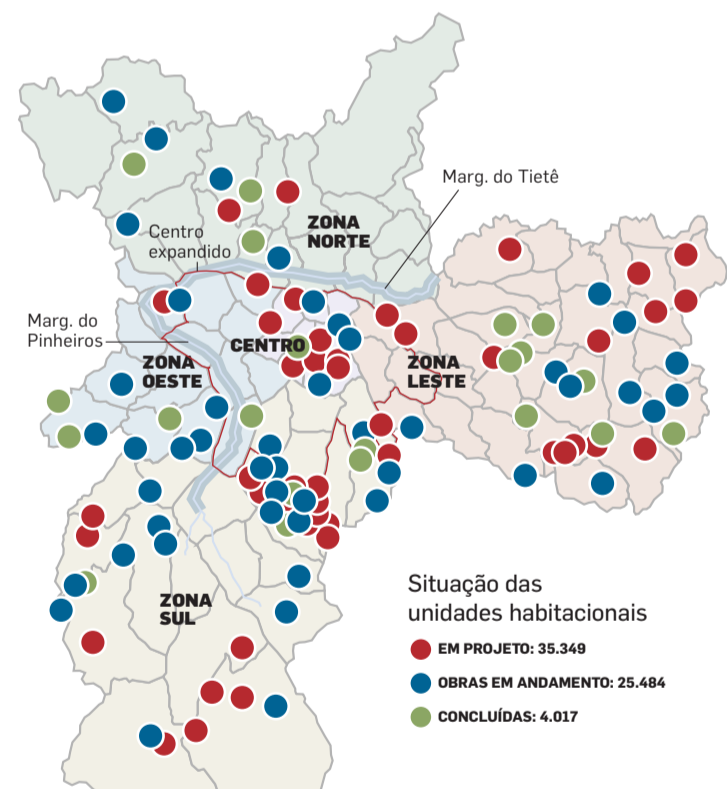 Marg. do Tietê
ZONA
NORTE
Centro
expandido
Marg. do
Pinheiros
CENTRO
ZONA
OESTE
ZONA
LESTE
ZONA
SUL
Situação das
unidades habitacionais
EM PROJETO: 35.349
OBRAS EM ANDAMENTO: 25.484
CONCLUÍDAS: 4.017